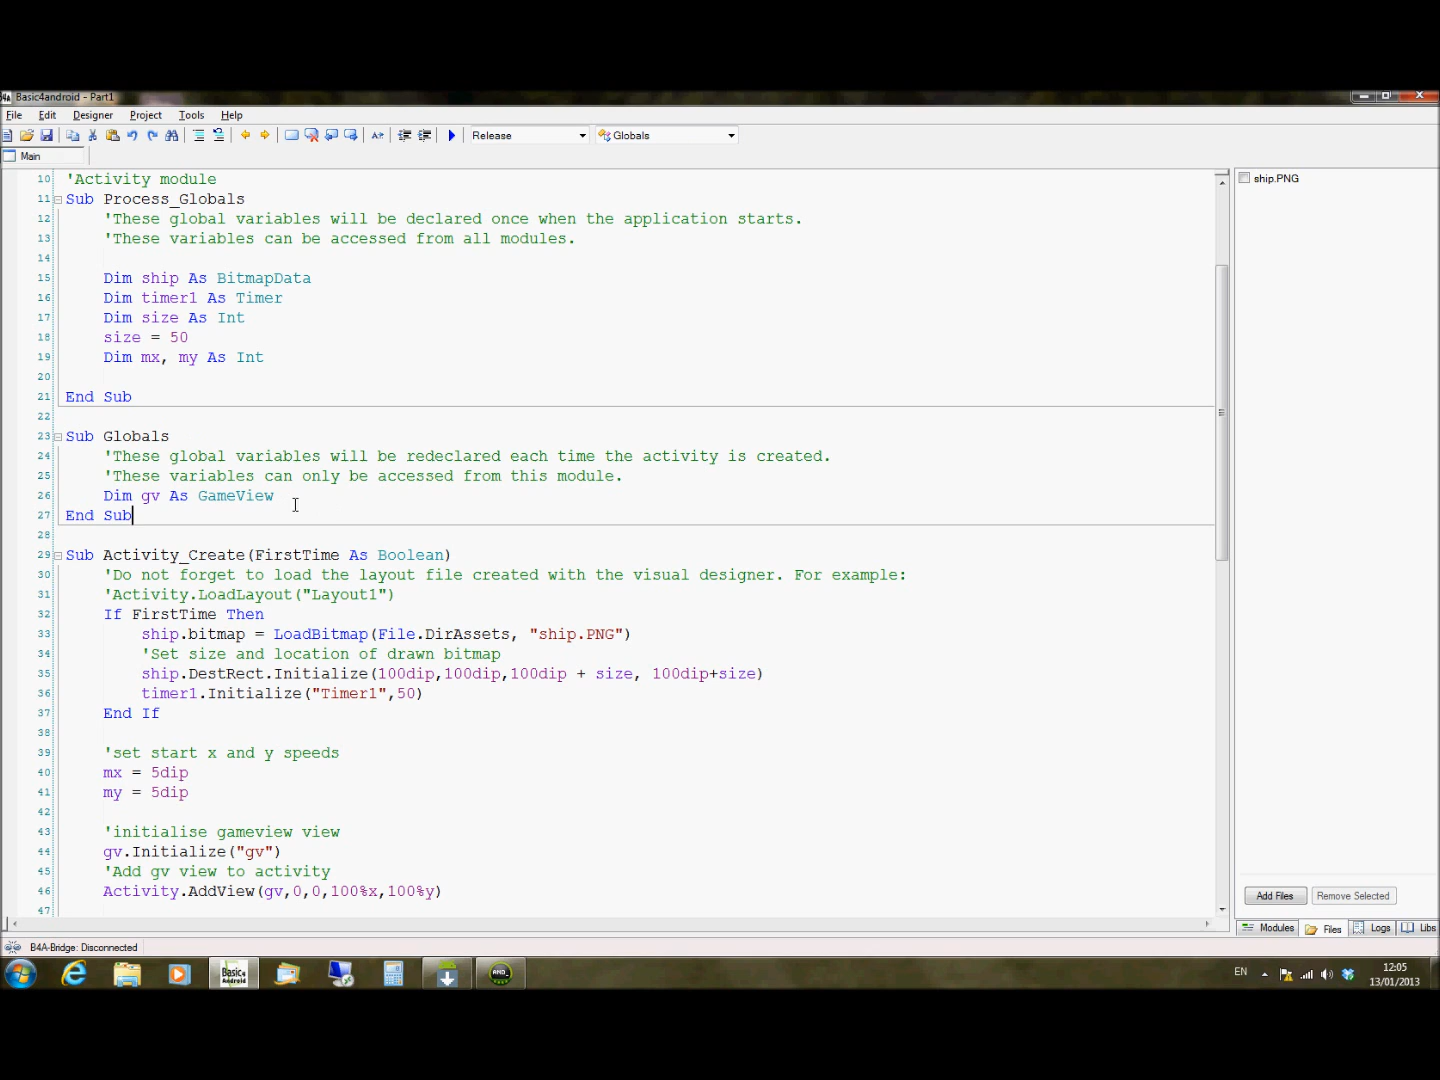 Basic4android - Part1
File Edit Designer Project Tools Help
Release Globals
Main
10 'Activity module
11 Sub Process_Globals
12 'These global variables will be declared once when the application starts.
13 'These variables can be accessed from all modules.
14
15 Dim ship As BitmapData
16 Dim timer1 As Timer
17 Dim size As Int
18 size = 50
19 Dim mx, my As Int
20
21 End Sub
22
23 Sub Globals
24 'These global variables will be redeclared each time the activity is created.
25 'These variables can only be accessed from this module.
26 Dim gv As GameView
27 End Sub
28
29 Sub Activity_Create(FirstTime As Boolean)
30 'Do not forget to load the layout file created with the visual designer. For example:
31 'Activity.LoadLayout("Layout1")
32 If FirstTime Then
33 ship.bitmap = LoadBitmap(File.DirAssets, "ship.PNG")
34 'Set size and location of drawn bitmap
35 ship.DestRect.Initialize(100dip,100dip,100dip + size, 100dip+size)
36 timer1.Initialize("Timer1",50)
37 End If
38
39 'set start x and y speeds
40 mx = 5dip
41 my = 5dip
42
43 'initialise gameview view
44 gv.Initialize("gv")
45 'Add gv view to activity
46 Activity.AddView(gv,0,0,100%x,100%y)
47
ship.PNG
Add Files Remove Selected
Modules Files Logs Libs
B4A-Bridge: Disconnected
Basic4 Android
EN
12:05
13/01/2013